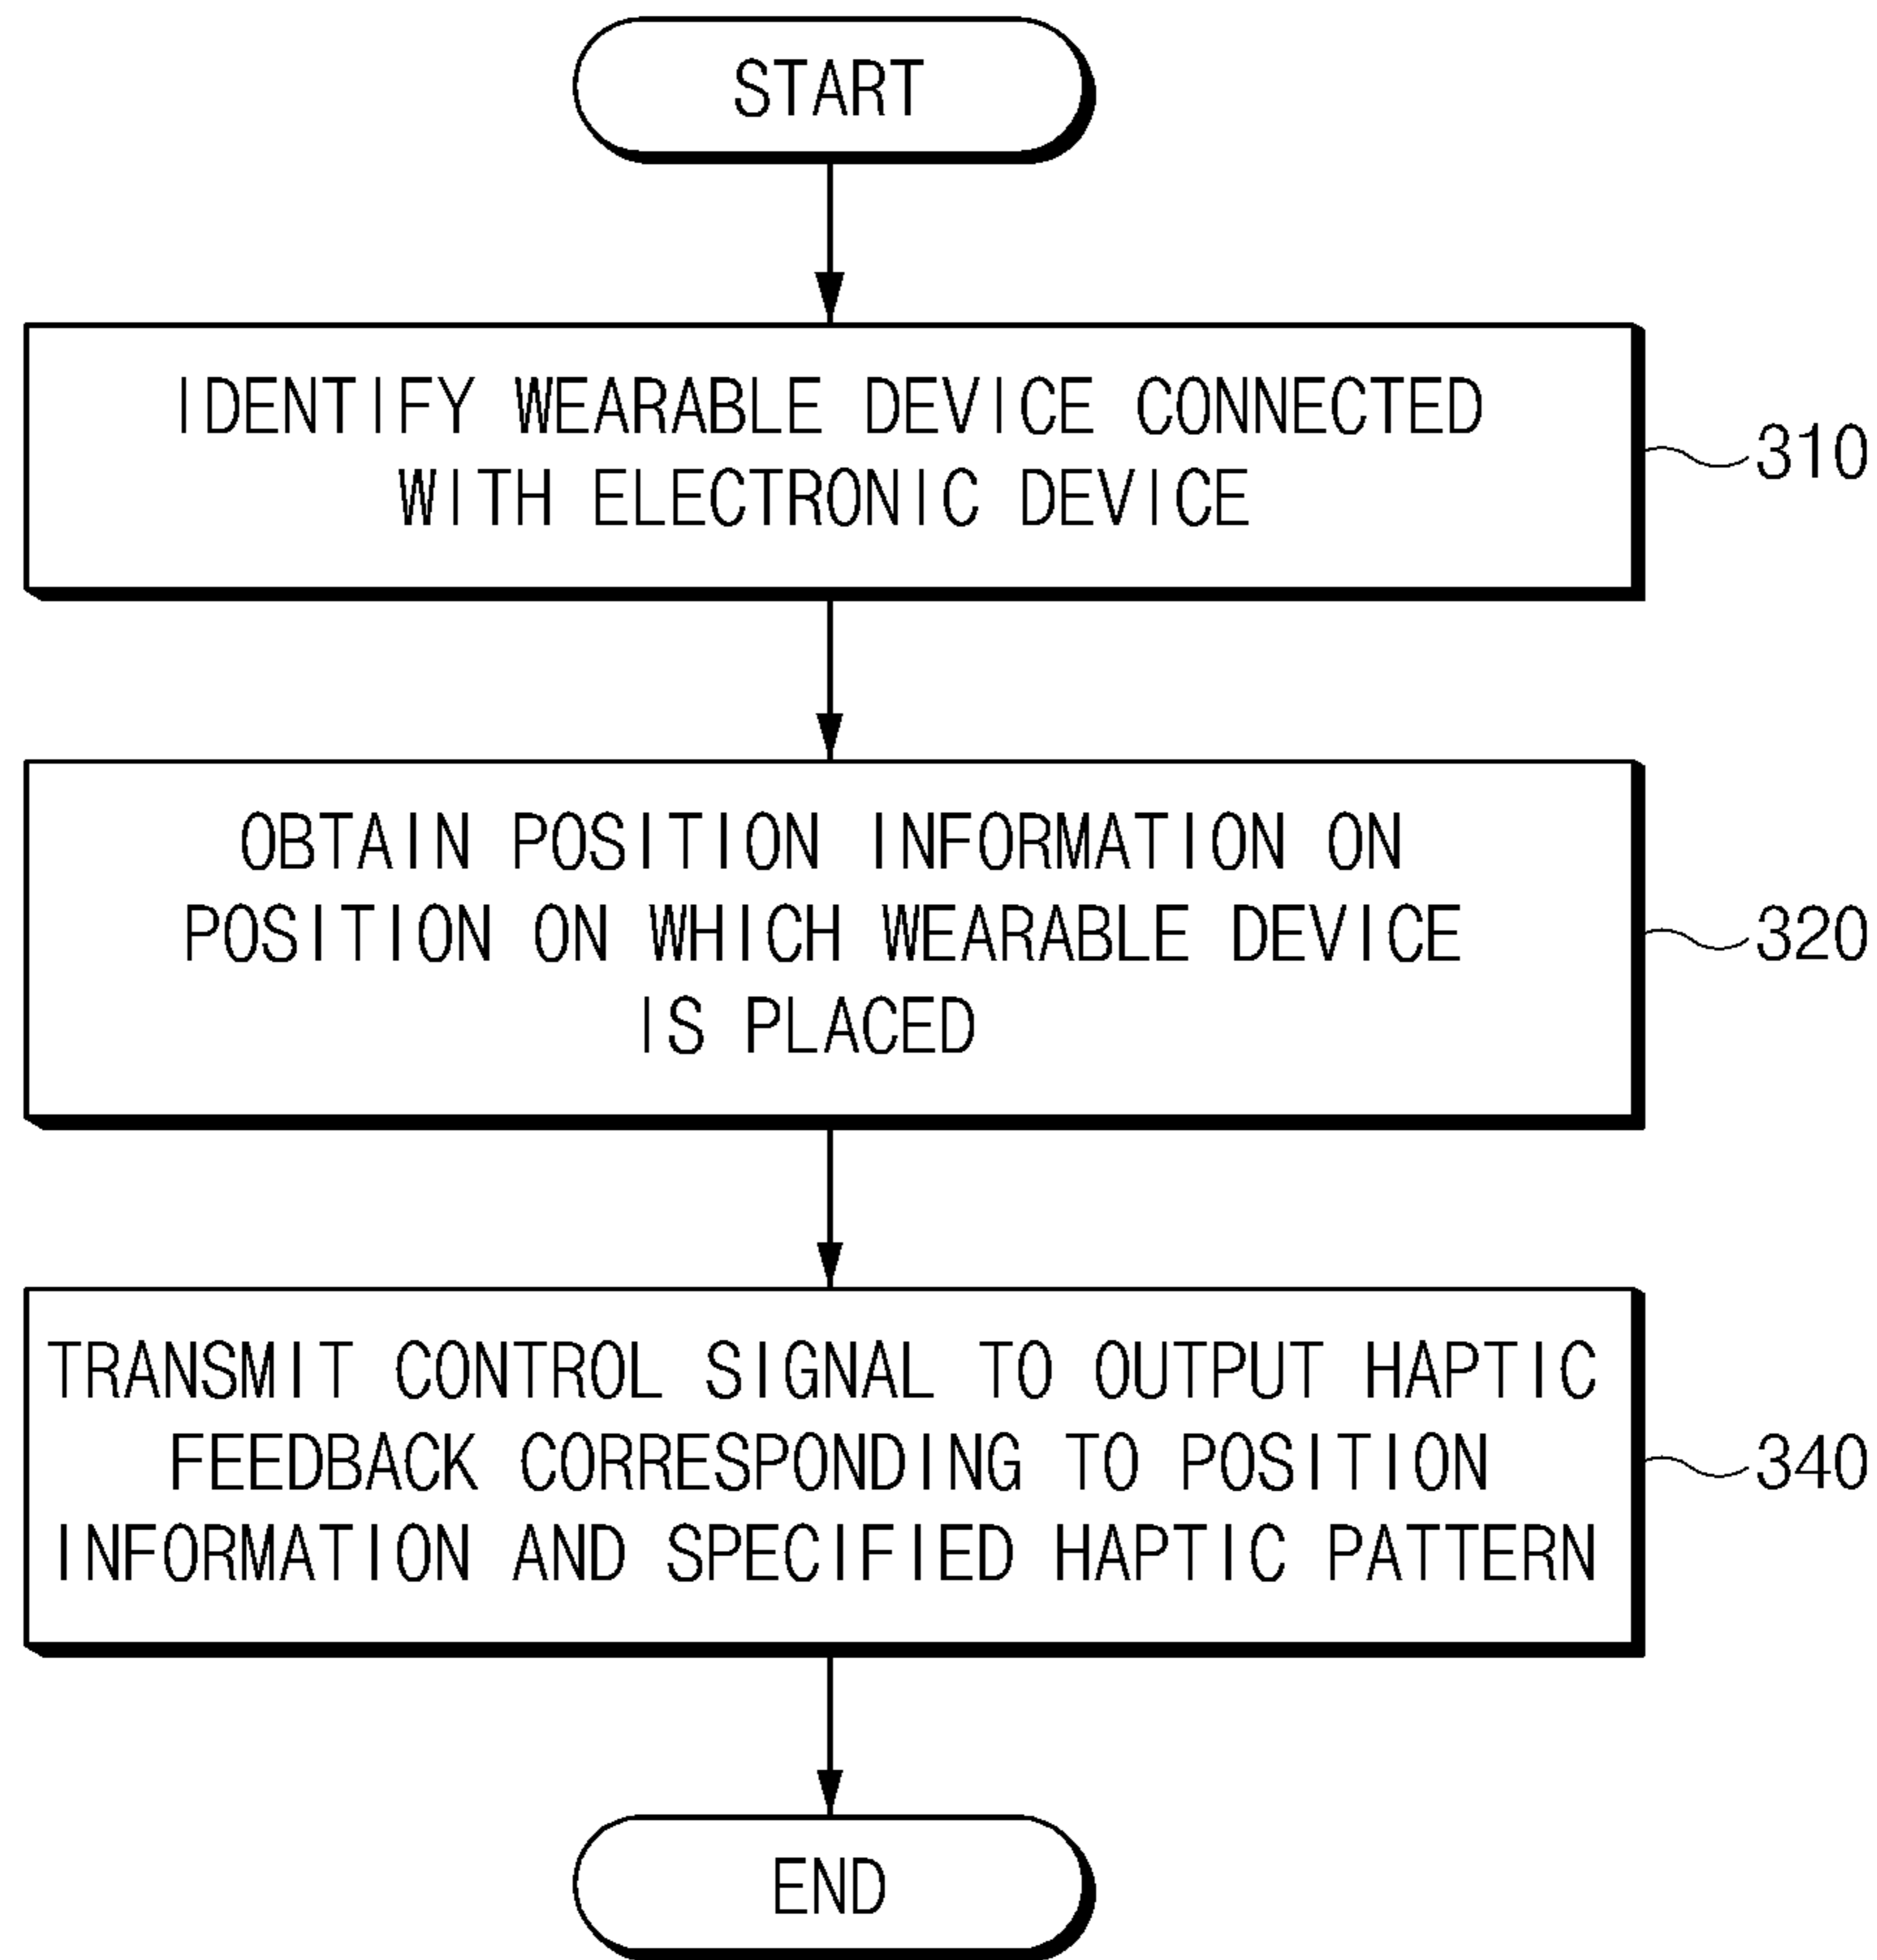 START
IDENTIFY WEARABLE DEVICE CONNECTED
WITH ELECTRONIC DEVICE
310
OBTAIN POSITION INFORMATION ON
POSITION ON WHICH WEARABLE DEVICE
IS PLACED
320
TRANSMIT CONTROL SIGNAL TO OUTPUT HAPTIC
FEEDBACK CORRESPONDING TO POSITION
INFORMATION AND SPECIFIED HAPTIC PATTERN
340
END